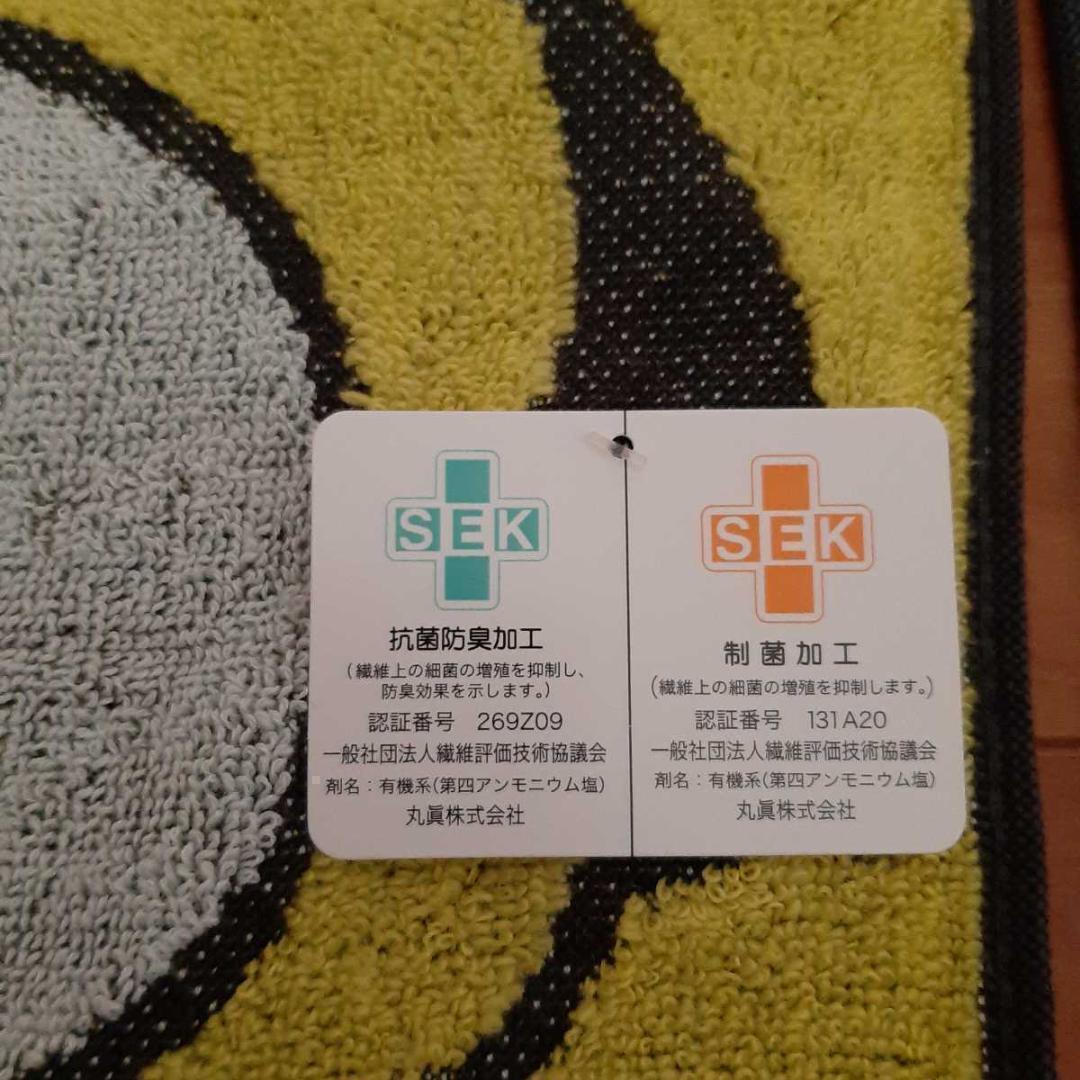 SEK
抗菌防臭加工
（繊維上の細菌の増殖を抑制し、
防臭効果を示します。）
認証番号 269Z09
一般社団法人繊維評価技術協議会
剤名：有機系(第四アンモニウム塩)
丸眞株式会社
SEK
制菌加工
(繊維上の細菌の増殖を抑制します。)
認証番号 131A20
一般社団法人繊維評価技術協議会
剤名：有機系(第四アンモニウム塩)
丸眞株式会社